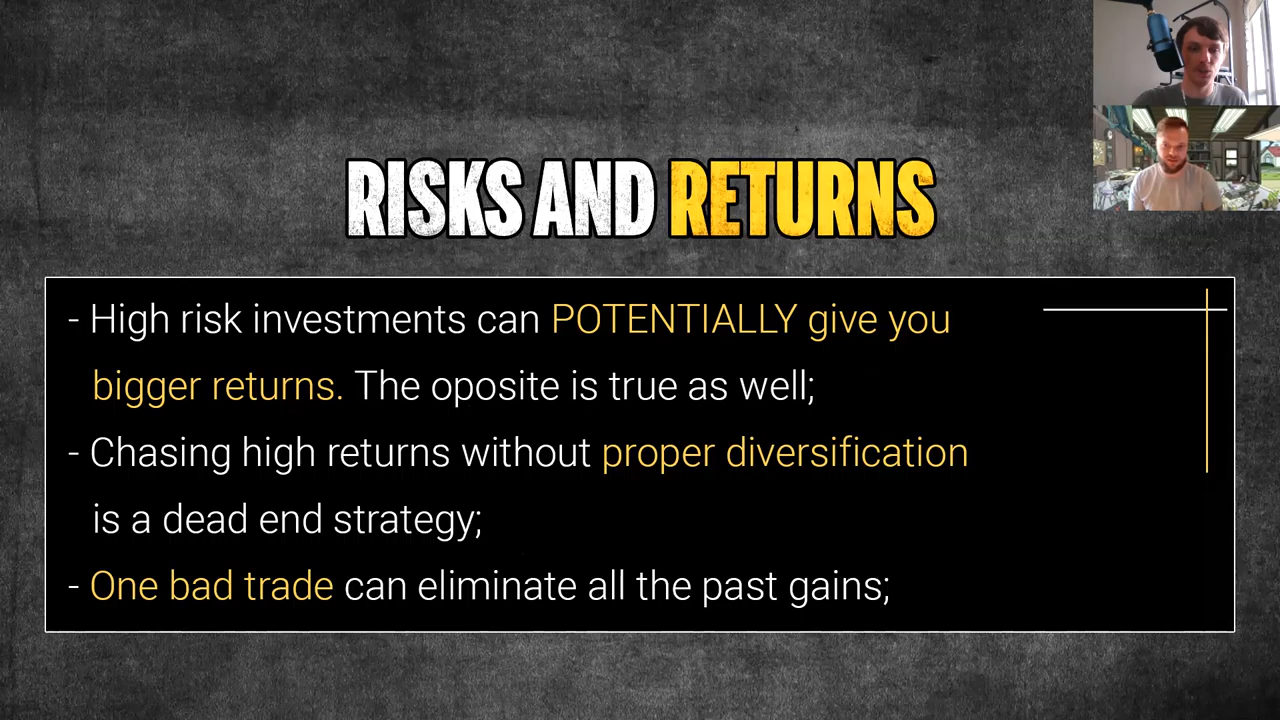 RISKS AND RETURNS
- High risk investments can POTENTIALLY give you
bigger returns. The oposite is true as well;
- Chasing high returns without proper diversification
is a dead end strategy;
- One bad trade can eliminate all the past gains;